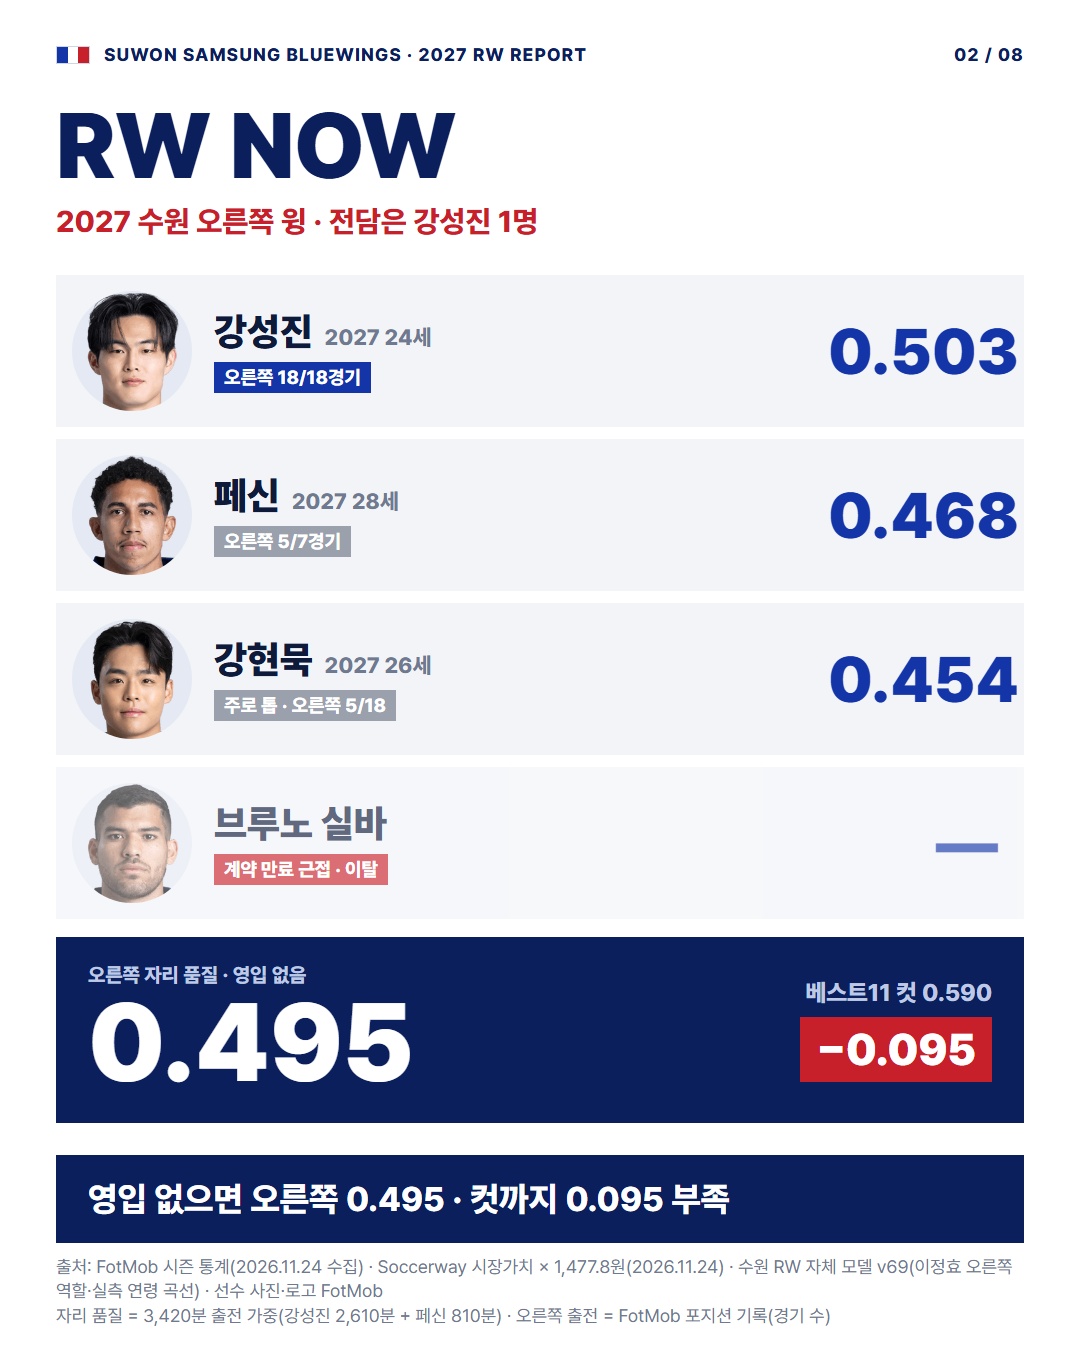 SUWON SAMSUNG BLUEWINGS · 2027 RW REPORT
02 / 08
RW NOW
2027 수원 오른쪽 윙 · 전담은 강성진 1명
강성진 2027 24세
오른쪽 18/18경기
0.503
페신 2027 28세
오른쪽 5/7경기
0.468
강현묵 2027 26세
주로 톱 · 오른쪽 5/18
0.454
브루노 실바
계약 만료 근접 · 이탈
—
오른쪽 자리 품질 · 영입 없음
0.495
베스트11 컷 0.590
−0.095
영입 없으면 오른쪽 0.495 · 컷까지 0.095 부족
출처: FotMob 시즌 통계(2026.11.24 수집) · Soccerway 시장가치 × 1,477.8원(2026.11.24) · 수원 RW 자체 모델 v69(이정효 오른쪽
역할·실측 연령 곡선) · 선수 사진·로고 FotMob
자리 품질 = 3,420분 출전 가중(강성진 2,610분 + 페신 810분) · 오른쪽 출전 = FotMob 포지션 기록(경기 수)